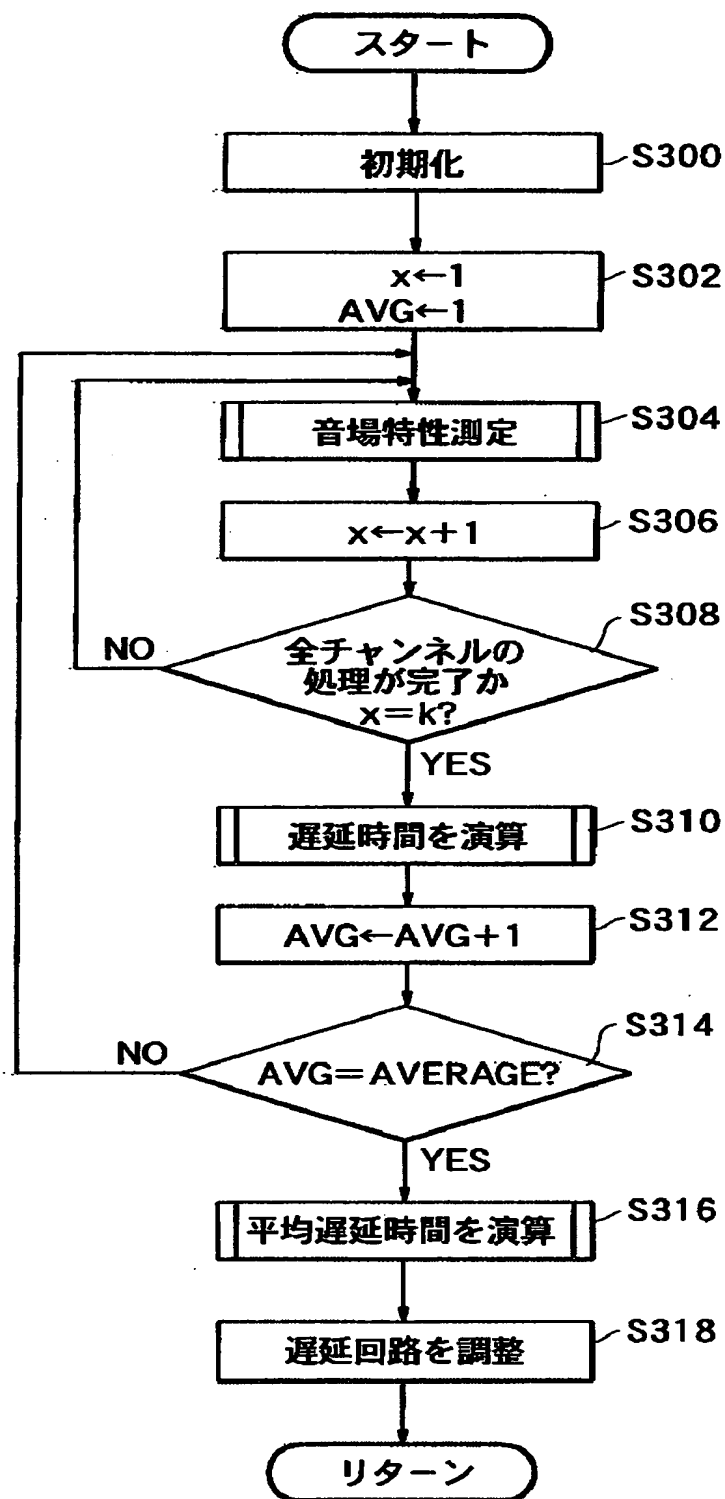 スタート
初期化
S300
x←1
AVG←1
S302
音場特性測定
S304
x←x+1
S306
S308
NO
全チャンネルの
処理が完了か
x=k?
YES
遅延時間を演算
S310
AVG←AVG+1
S312
S314
NO
AVG=AVERAGE?
YES
平均遅延時間を演算
S316
遅延回路を調整
S318
リターン